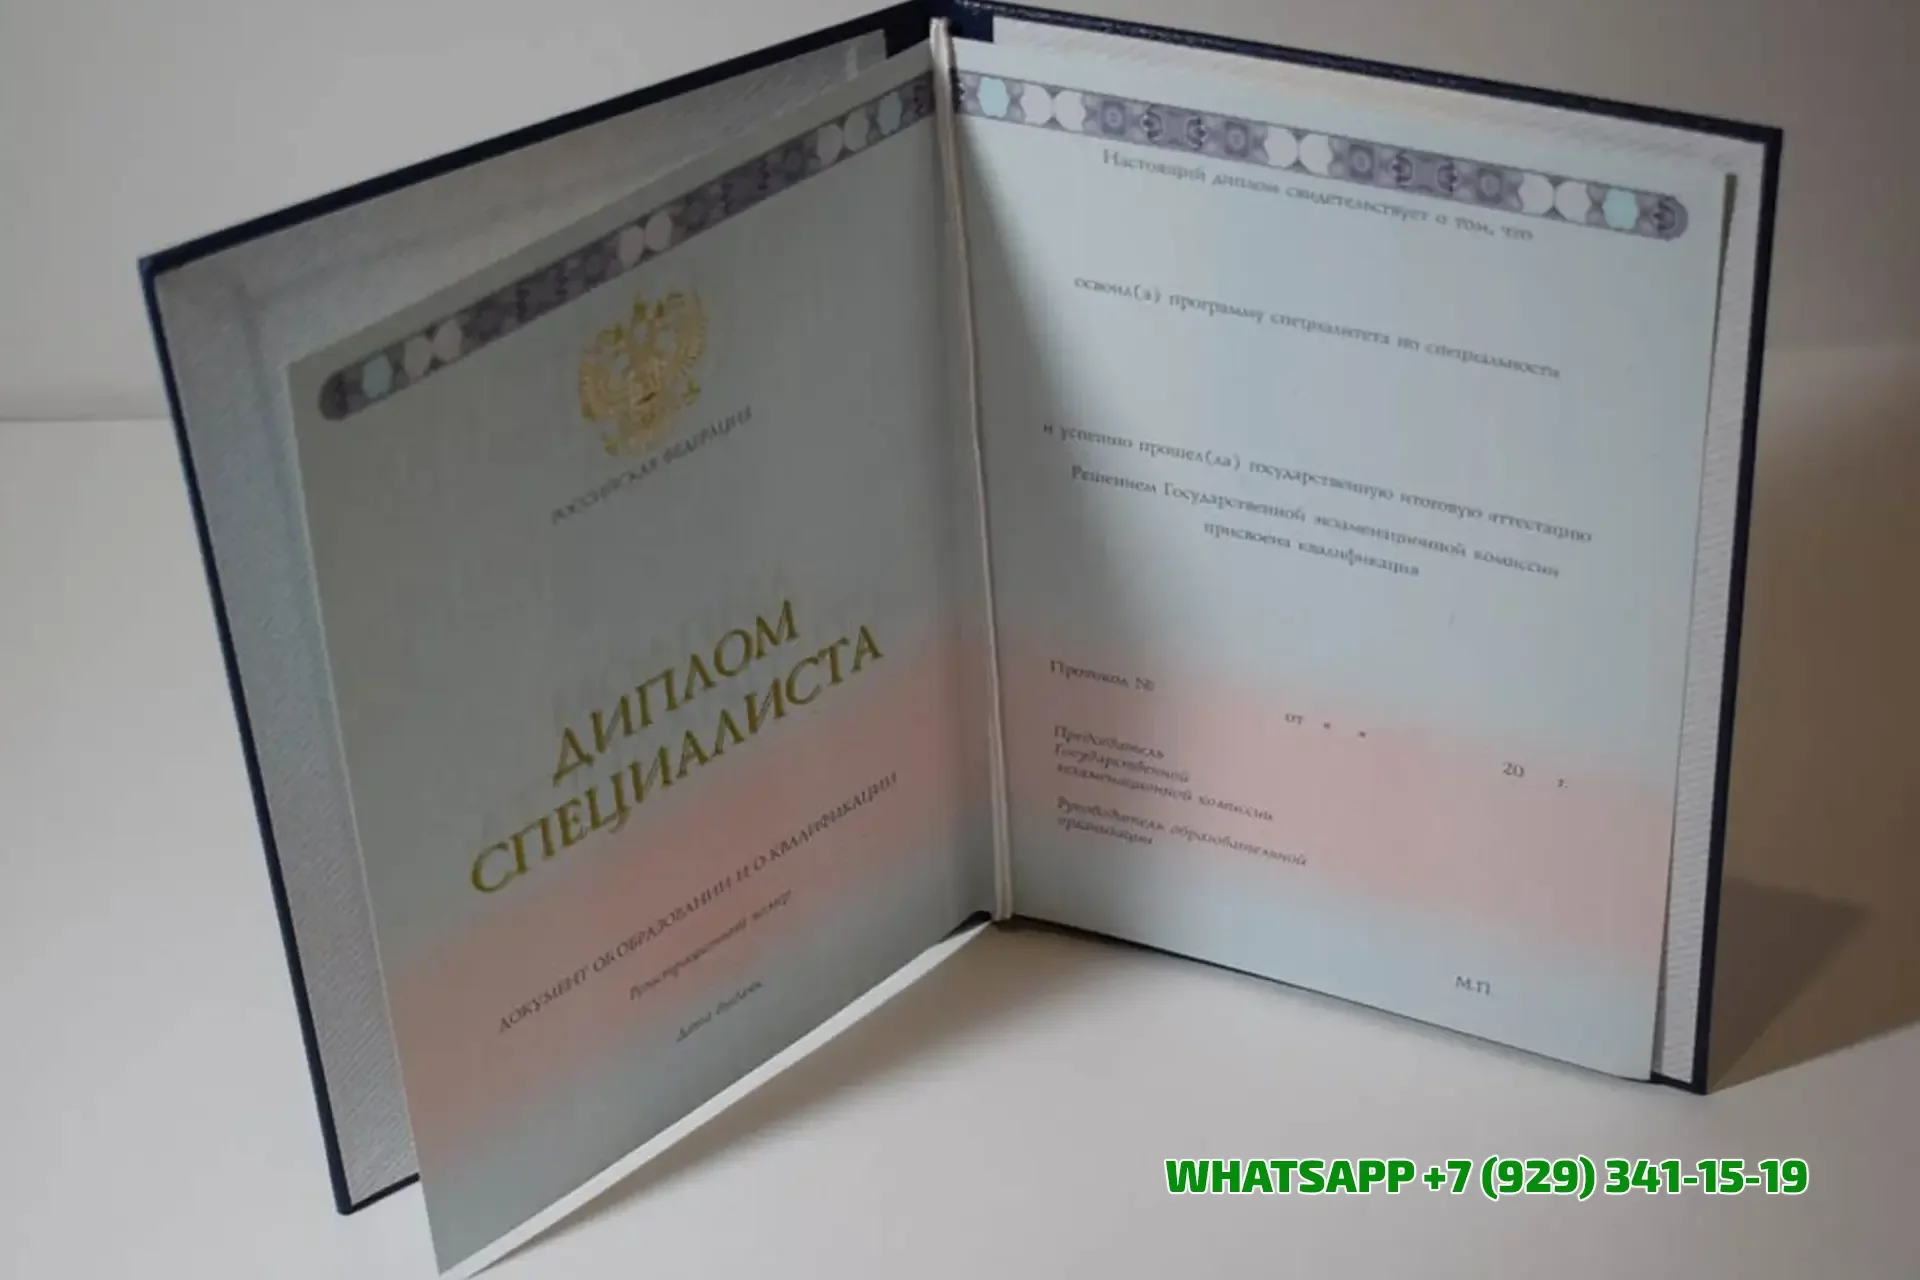 РОССИЙСКАЯ ФЕДЕРАЦИЯ
ДИПЛОМ
СПЕЦИАЛИСТА
ДОКУМЕНТ ОБ ОБРАЗОВАНИИ И О КВАЛИФИКАЦИИ
Регистрационный номер
Дата выдачи
Настоящий диплом свидетельствует о том, что
освоил(а) программу специалитета по специальности
и успешно прошел(ла) государственную итоговую аттестацию
Решением Государственной экзаменационной комиссии
присвоена квалификация
Протокол №
от « »
20 г.
Председатель
Государственной
экзаменационной комиссии
Руководитель образовательной
организации
М.П.
WHATSAPP +7 (929) 341-15-19